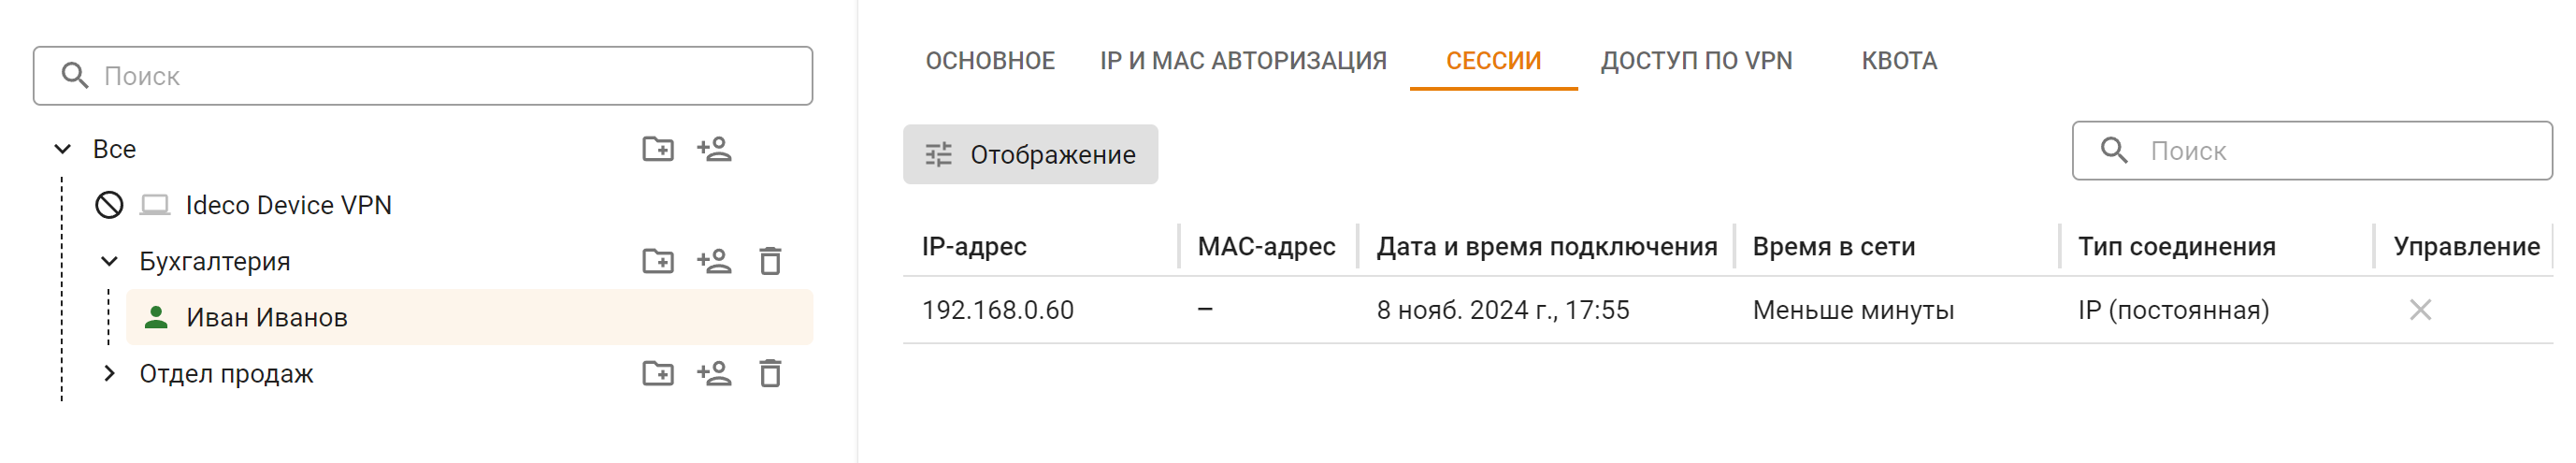 Поиск
Все
Ideco Device VPN
Бухгалтерия
Иван Иванов
Отдел продаж
ОСНОВНОЕ IP И MAC АВТОРИЗАЦИЯ СЕССИИ ДОСТУП ПО VPN КВОТА
Отображение Поиск
IP-адрес MAC-адрес Дата и время подключения Время в сети Тип соединения Управление
192.168.0.60 – 8 нояб. 2024 г., 17:55 Меньше минуты IP (постоянная)